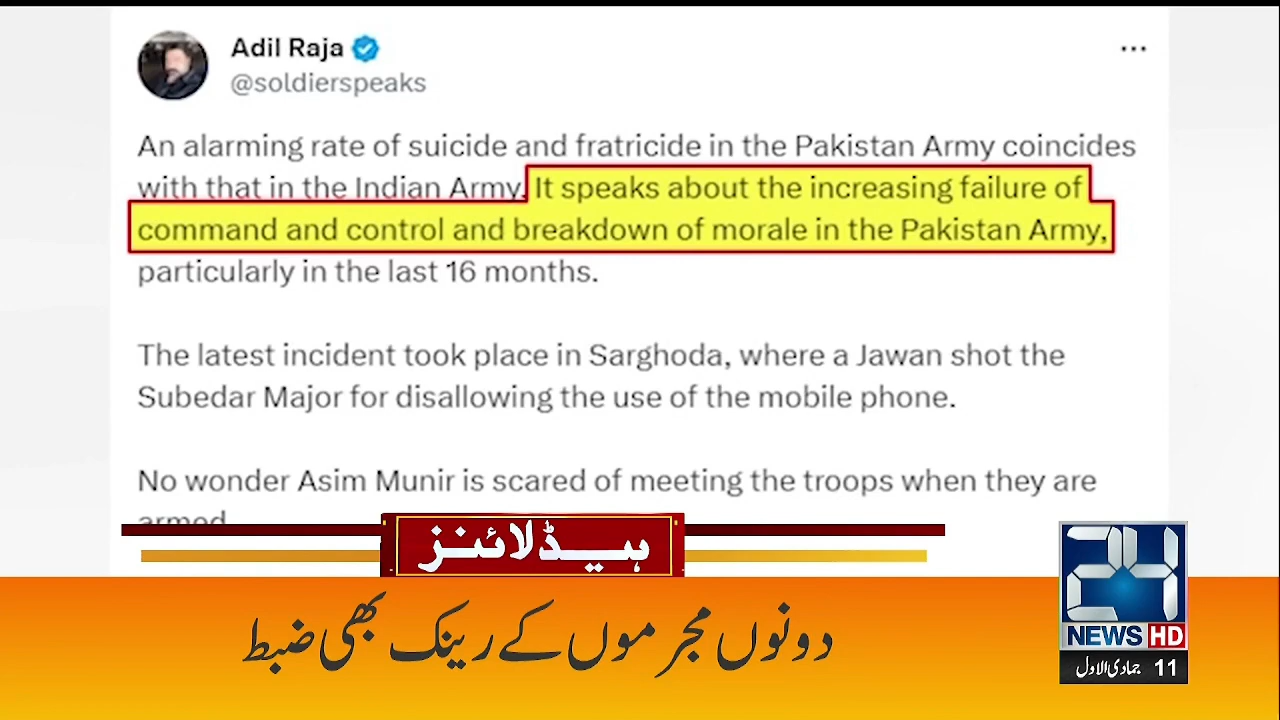 Adil Raja
@soldierspeaks
An alarming rate of suicide and fratricide in the Pakistan Army coincides
with that in the Indian Army. It speaks about the increasing failure of
command and control and breakdown of morale in the Pakistan Army,
particularly in the last 16 months.
The latest incident took place in Sarghoda, where a Jawan shot the
Subedar Major for disallowing the use of the mobile phone.
No wonder Asim Munir is scared of meeting the troops when they are
armed
ہیڈلائنز
دونوں مجرموں کے رینک بھی ضبط
24
NEWS HD
11 جمادی الاول